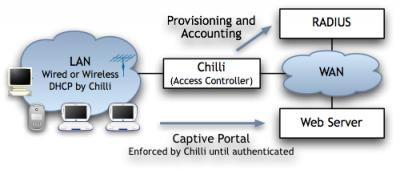 Provisioning and
Accounting
RADIUS
LAN
Wired or Wireless
DHCP by Chilli
Chilli
(Access Controller)
WAN
Web Server
Captive Portal
Enforced by Chilli until authenticated